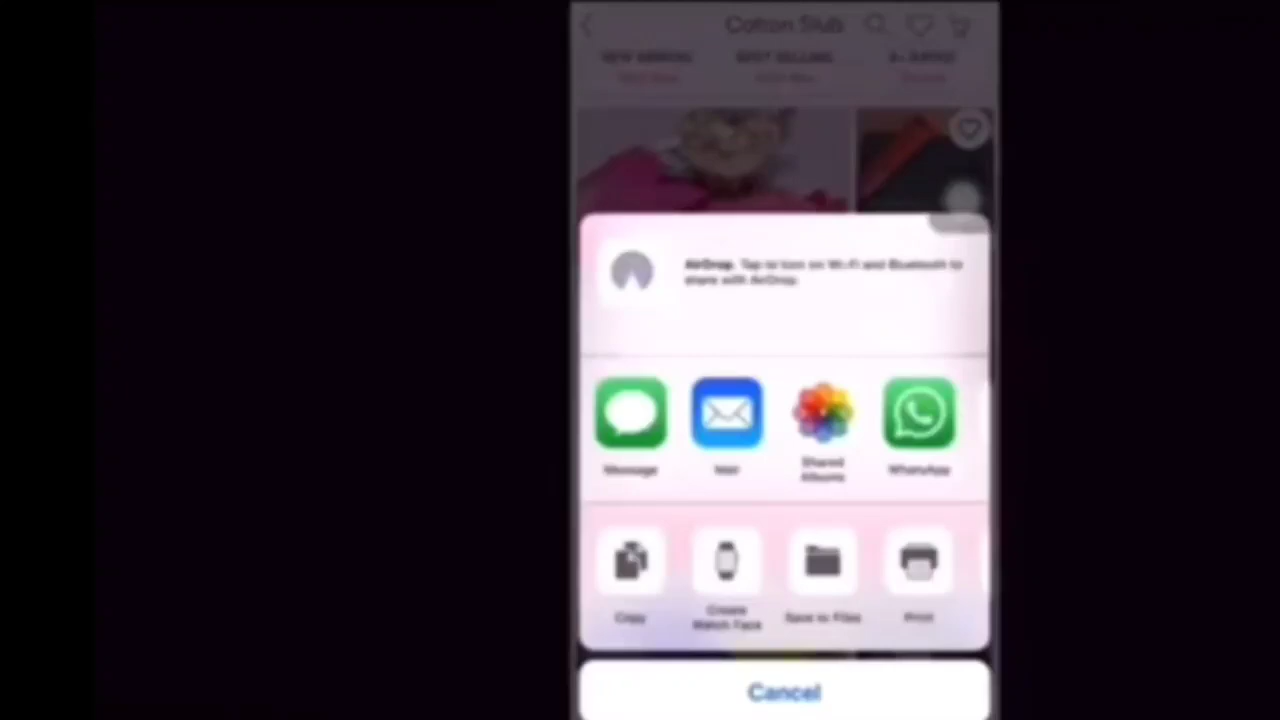 Cotton Slub
NEW ARRIVAL
BEST SELLING
AirDrop. Tap to turn on Wi-Fi and Bluetooth to
share with AirDrop.
Message
Mail
Shared
Albums
WhatsApp
Copy
Create
Watch Face
Save to Files
Print
Cancel